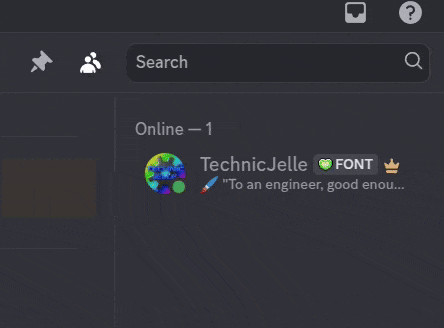 Search
Online — 1
TechnicJelle FONT
"To an engineer, good enou...